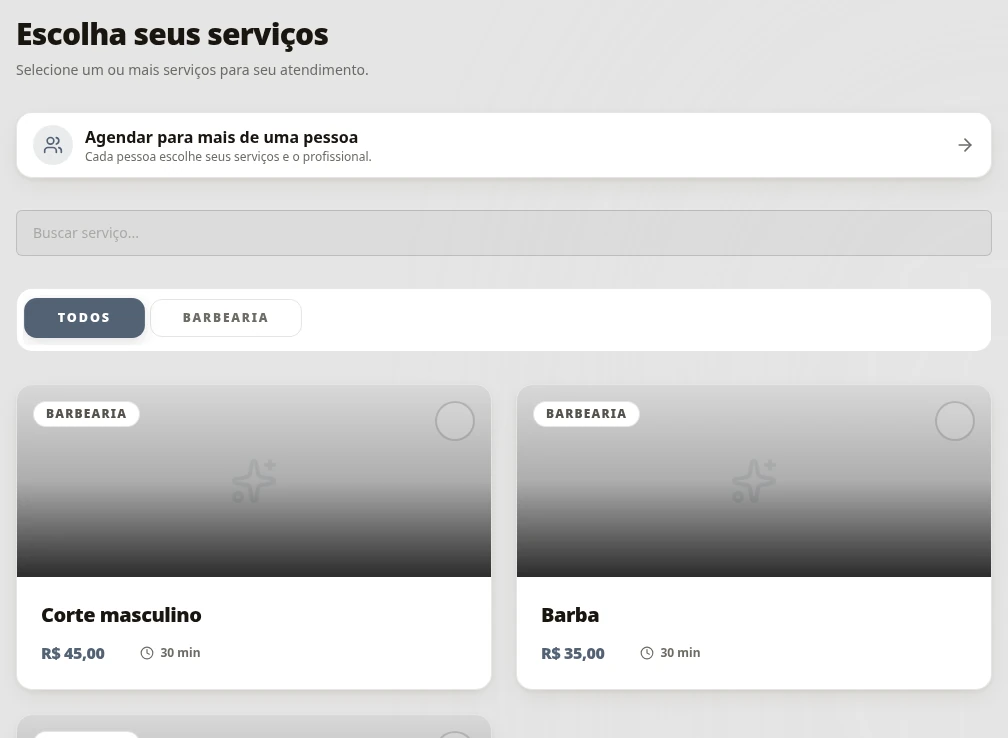 Escolha seus serviços
Selecione um ou mais serviços para seu atendimento.
Agendar para mais de uma pessoa
Cada pessoa escolhe seus serviços e o profissional.
Buscar serviço...
TODOS
BARBEARIA
BARBEARIA
Corte masculino
R$ 45,00
30 min
BARBEARIA
Barba
R$ 35,00
30 min